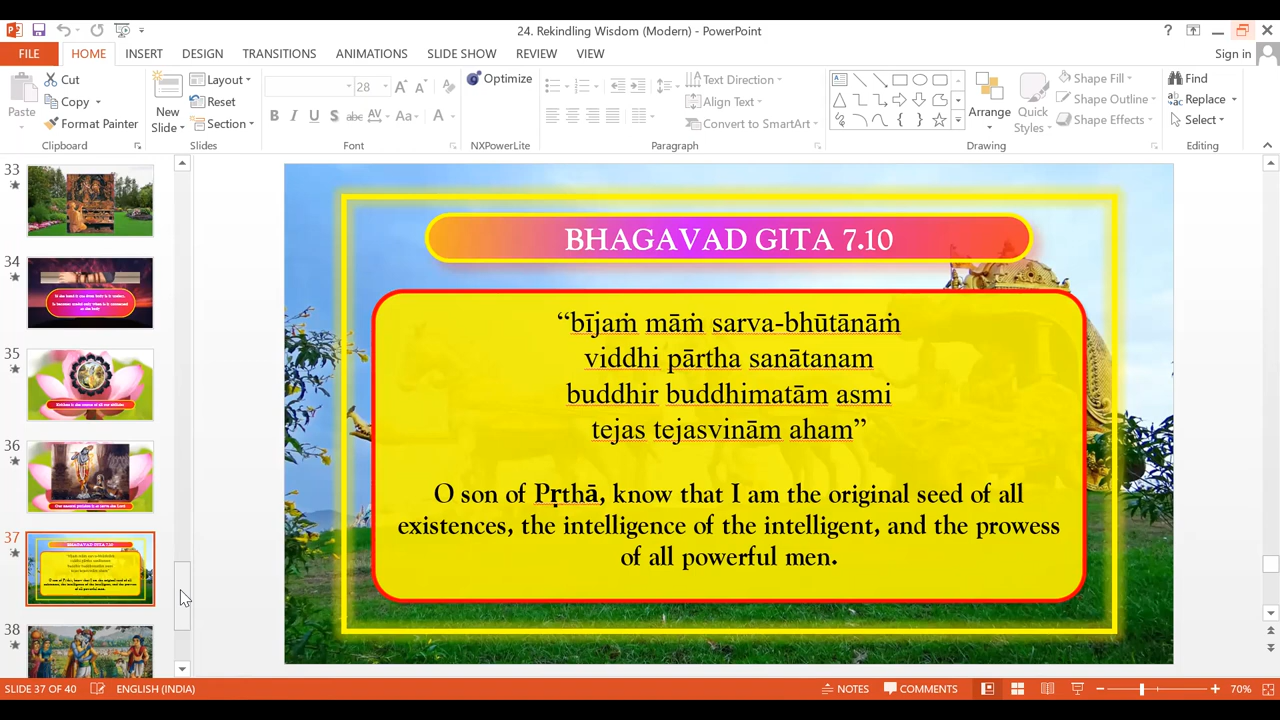 24. Rekindling Wisdom (Modern) - PowerPoint
Sign in
FILE HOME INSERT DESIGN TRANSITIONS ANIMATIONS SLIDE SHOW REVIEW VIEW
Paste
Cut
Copy
Format Painter
Clipboard
New Slide
Layout
Reset
Section
Slides
28
Font
Optimize
NXPowerLite
Text Direction
Align Text
Convert to SmartArt
Paragraph
Arrange
Quick Styles
Shape Fill
Shape Outline
Shape Effects
Drawing
Find
Replace
Select
Editing
33
34
35
36
37
38
BHAGAVAD GITA 7.10
“bījaṁ māṁ sarva-bhūtānāṁ
viddhi pārtha sanātanam
buddhir buddhimatām asmi
tejas tejasvinām aham”
O son of Pṛthā, know that I am the original seed of all
existences, the intelligence of the intelligent, and the prowess
of all powerful men.
SLIDE 37 OF 40 ENGLISH (INDIA) NOTES COMMENTS 70%